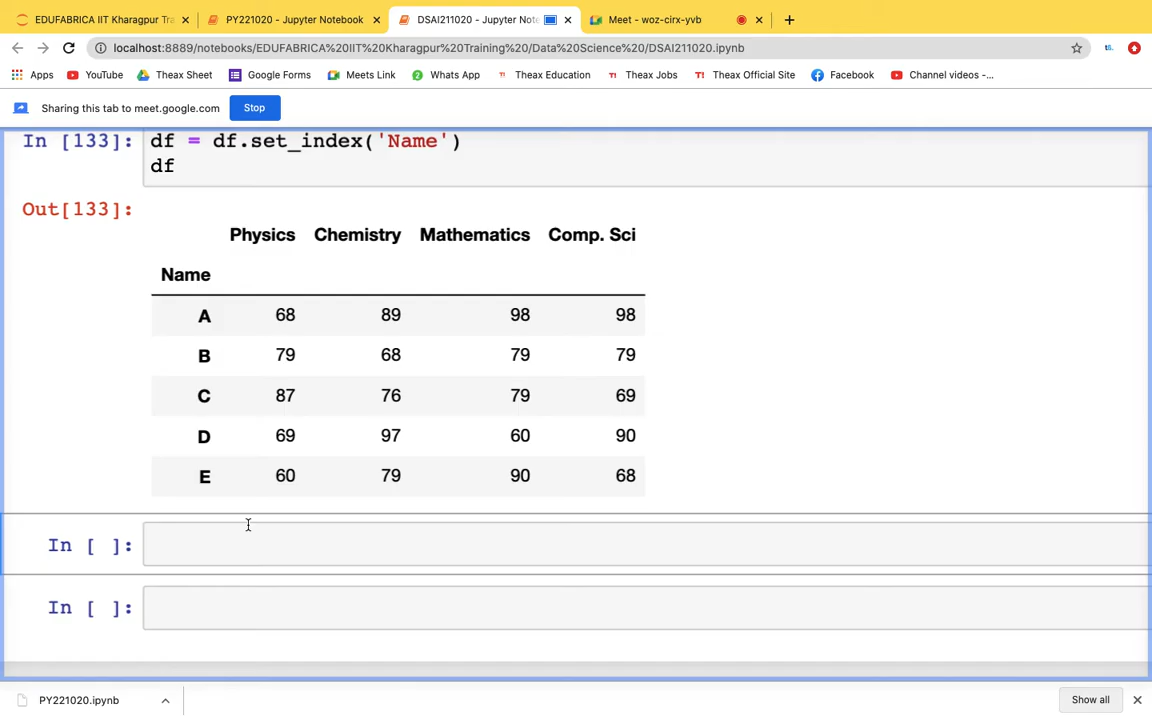 EDUFABRICA IIT Kharagpur Tra
PY221020 - Jupyter Notebook
DSAI211020 - Jupyter Note
Meet - woz-cirx-yvb
localhost:8889/notebooks/EDUFABRICA%20IIT%20Kharagpur%20Training%20/Data%20Science%20/DSAI211020.ipynb
Apps YouTube Theax Sheet Google Forms Meets Link Whats App Theax Education Theax Jobs Theax Official Site Facebook Channel videos -...
Sharing this tab to meet.google.com Stop
In [133]: df = df.set_index('Name')
df
Out[133]:
Physics Chemistry Mathematics Comp. Sci
Name
A 68 89 98 98
B 79 68 79 79
C 87 76 79 69
D 69 97 60 90
E 60 79 90 68
In [ ]:
In [ ]:
PY221020.ipynb Show all